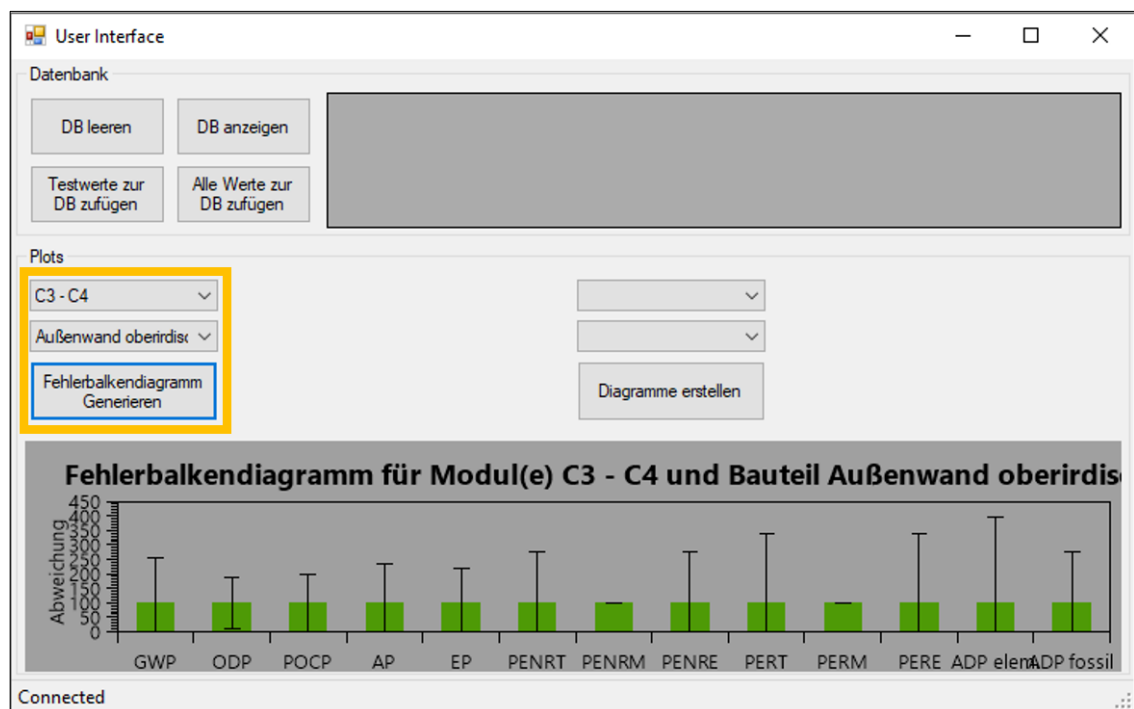 User Interface
Datenbank
DB leeren
DB anzeigen
Testwerte zur
DB zufügen
Alle Werte zur
DB zufügen
Plots
C3 - C4
Außenwand oberirdisc
Fehlerbalkendiagramm
Generieren
Diagramme erstellen
Fehlerbalkendiagramm für Modul(e) C3 - C4 und Bauteil Außenwand oberirdis
Abweichung
450
400
350
300
250
200
150
100
50
0
GWP ODP POCP AP EP PENRT PENRM PENRE PERT PERM PERE ADP elem. ADP fossil
Connected